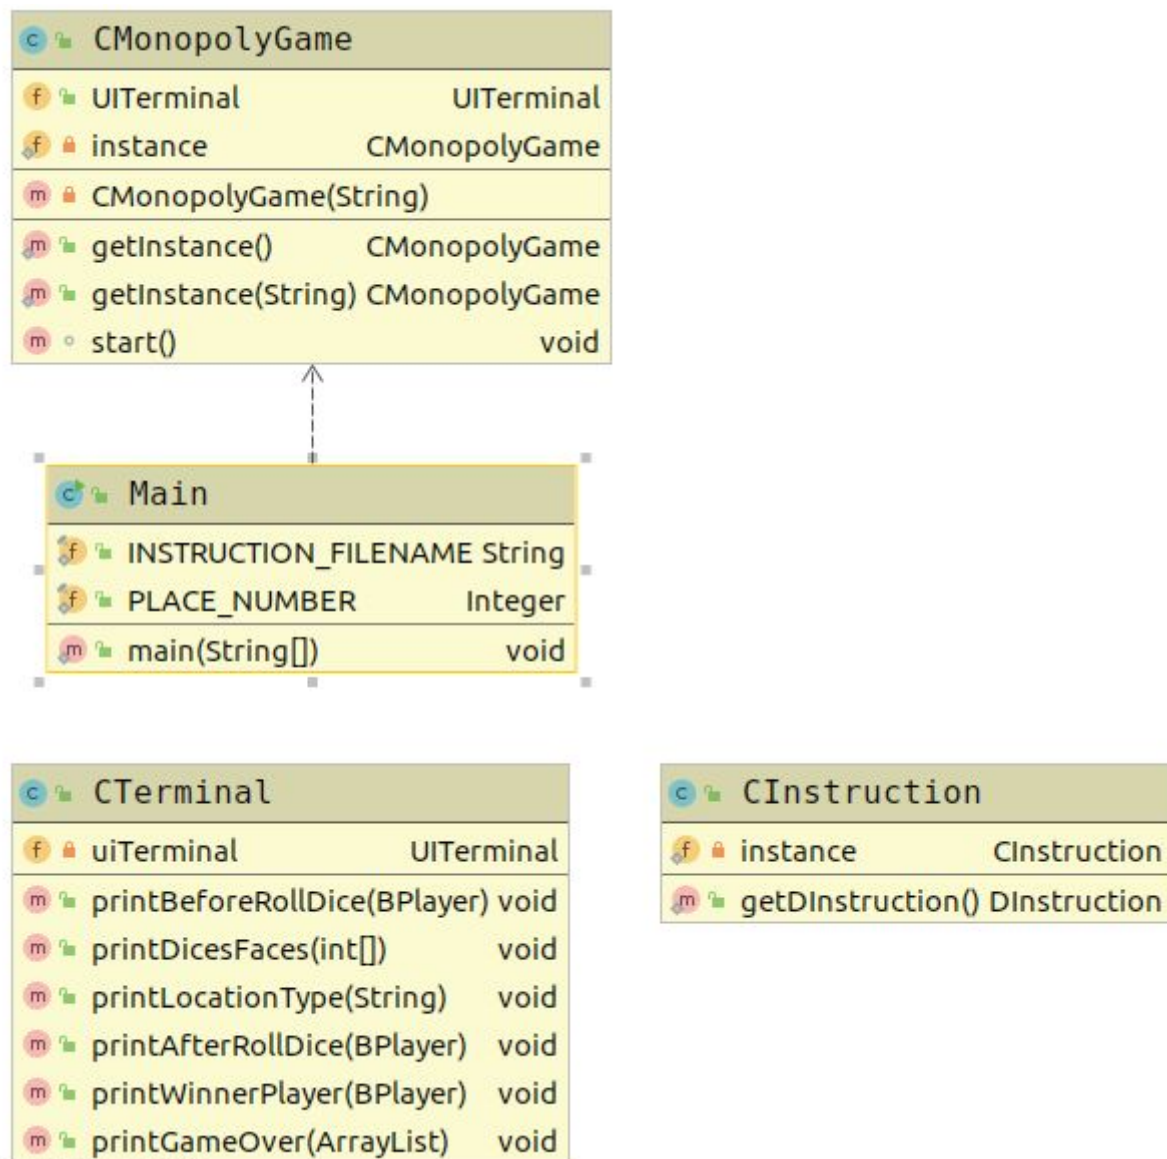 CMonopolyGame
UITerminal UITerminal
instance CMonopolyGame
CMonopolyGame(String)
getInstance() CMonopolyGame
getInstance(String) CMonopolyGame
start() void
Main
INSTRUCTION_FILENAME String
PLACE_NUMBER Integer
main(String[]) void
CTerminal
uiTerminal UITerminal
printBeforeRollDice(BPlayer) void
printDicesFaces(int[]) void
printLocationType(String) void
printAfterRollDice(BPlayer) void
printWinnerPlayer(BPlayer) void
printGameOver(ArrayList) void
CInstruction
instance CInstruction
getDInstruction() DInstruction